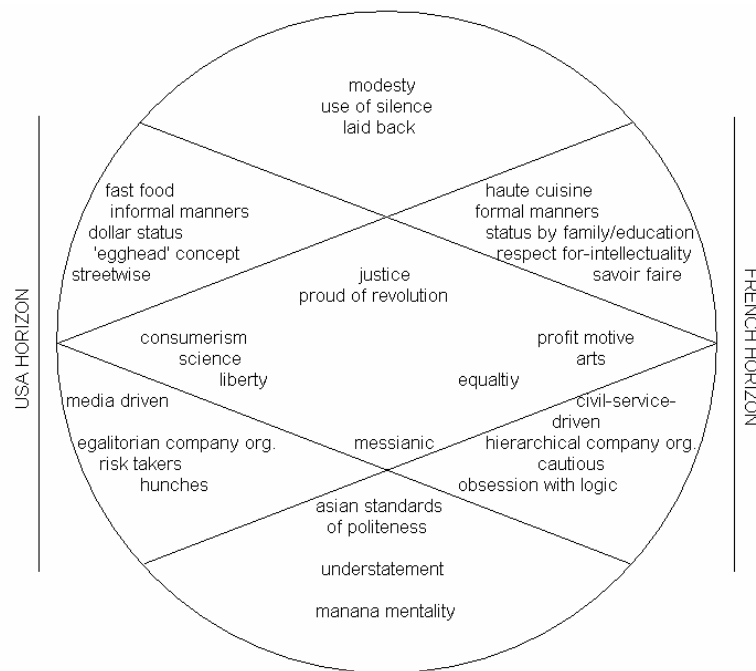 modesty
use of silence
laid back
fast food
informal manners
dollar status
'egghead' concept
streetwise
haute cuisine
formal manners
status by family/education
respect for-intellectuality
savoir faire
justice
proud of revolution
USA HORIZON
FRENCH HORIZON
consumerism
science
liberty
profit motive
arts
equaltiy
media driven
egalitorian company org.
risk takers
hunches
messianic
civil-service-
driven
hierarchical company org.
cautious
obsession with logic
asian standards
of politeness
understatement
manana mentality